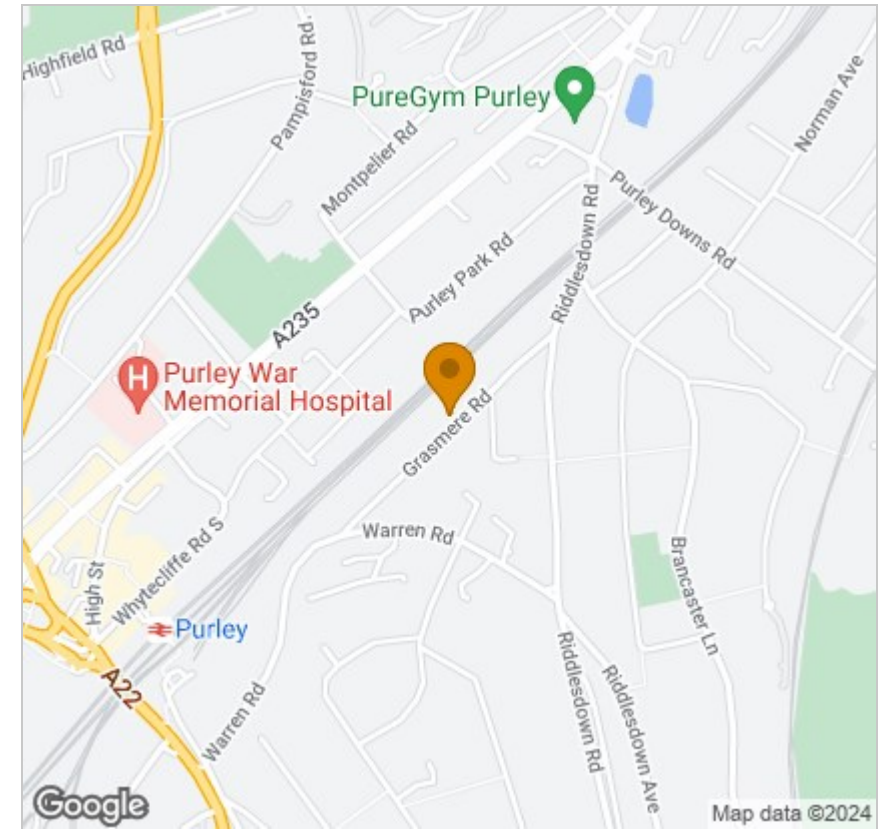 Highfield Rd
Pampisford Rd.
PureGym Purley
Norman Ave
Montpelier Rd
Purley Downs Rd
Riddlesdown Rd
Purley Park Rd
A235
H
Purley War
Memorial Hospital
Grasmere Rd
Whytecliffe Rd S
Warren Rd
High St
Brancaster Ln
Purley
A22
Warren Rd
Riddlesdown Rd
Riddlesdown Ave
Google
Map data ©2024